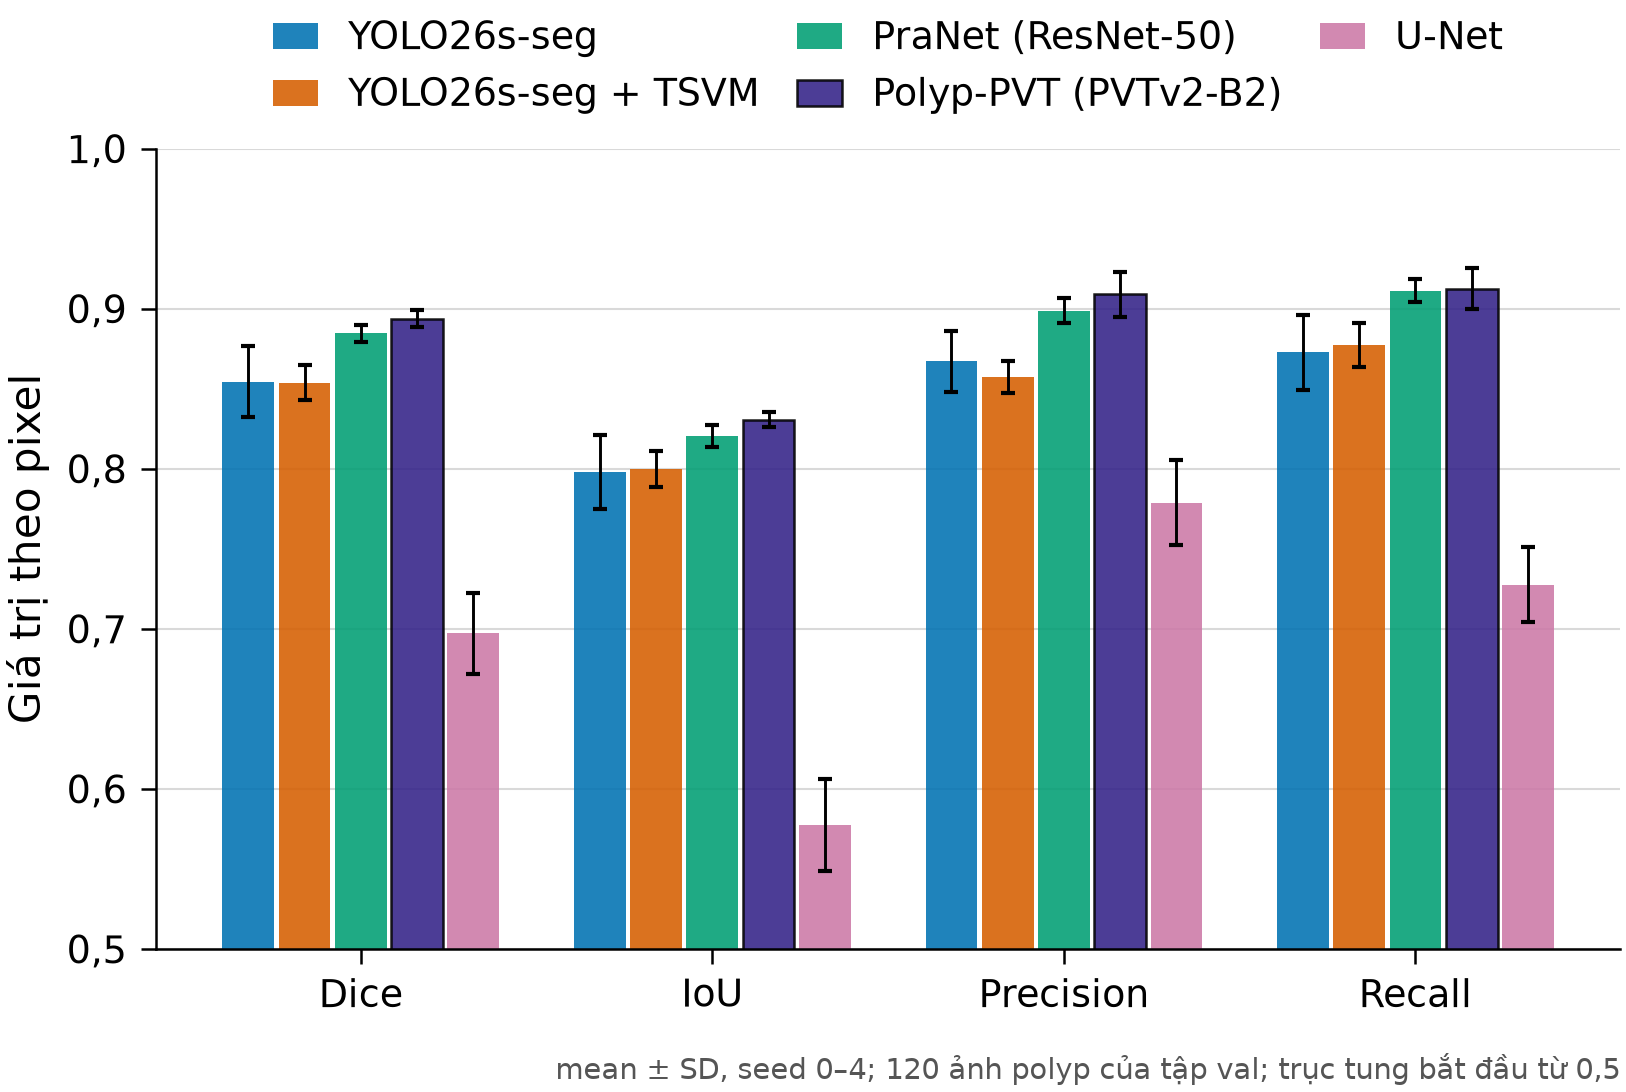 YOLO26s-seg
YOLO26s-seg + TSVM
PraNet (ResNet-50)
Polyp-PVT (PVTv2-B2)
U-Net
Giá trị theo pixel
1,0
0,9
0,8
0,7
0,6
0,5
Dice
IoU
Precision
Recall
mean ± SD, seed 0–4; 120 ảnh polyp của tập val; trục tung bắt đầu từ 0,5